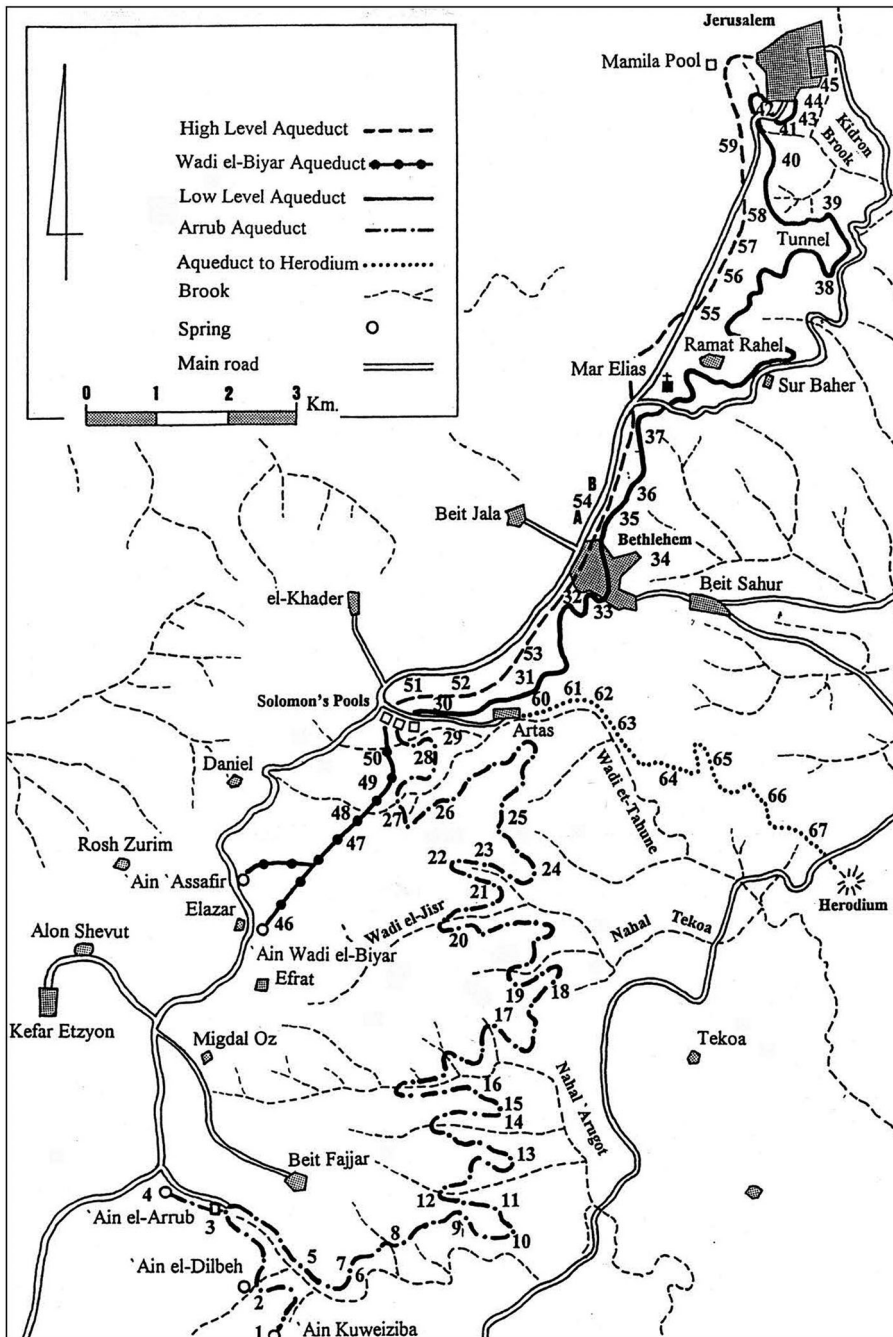 Jerusalem
Mamila Pool
45
42
44
43
41
Kidron
Brook
59
40
High Level Aqueduct
Wadi el-Biyar Aqueduct
Low Level Aqueduct
Arrub Aqueduct
Aqueduct to Herodium
Brook
Spring
Main road
0 1 2 3
Km.
39
58
Tunnel
57
38
56
55
Ramat Rahel
Mar Elias
Sur Baher
37
B
54
A
36
35
Beit Jala
Bethlehem
34
Beit Sahur
el-Khader
32
33
53
51
52
31
Solomon's Pools
30
60
61
62
Artas
29
63
50
28
Daniel
49
Wadi et-Tahune
64
65
48
26
66
27
25
47
67
Rosh Zurim
22
23
'Ain 'Assafir
24
21
Herodium
Elazar
46
Wadi el-Jisr
20
Nahal Tekoa
Alon Shevut
'Ain Wadi el-Biyar
Efrat
19
18
Kefar Etzyon
17
Migdal Oz
Tekoa
16
Nahal 'Arugot
15
14
13
Beit Fajjar
4
12
11
'Ain el-Arrub
3
9
10
8
5
7
6
'Ain el-Dilbeh
2
1
'Ain Kuweiziba